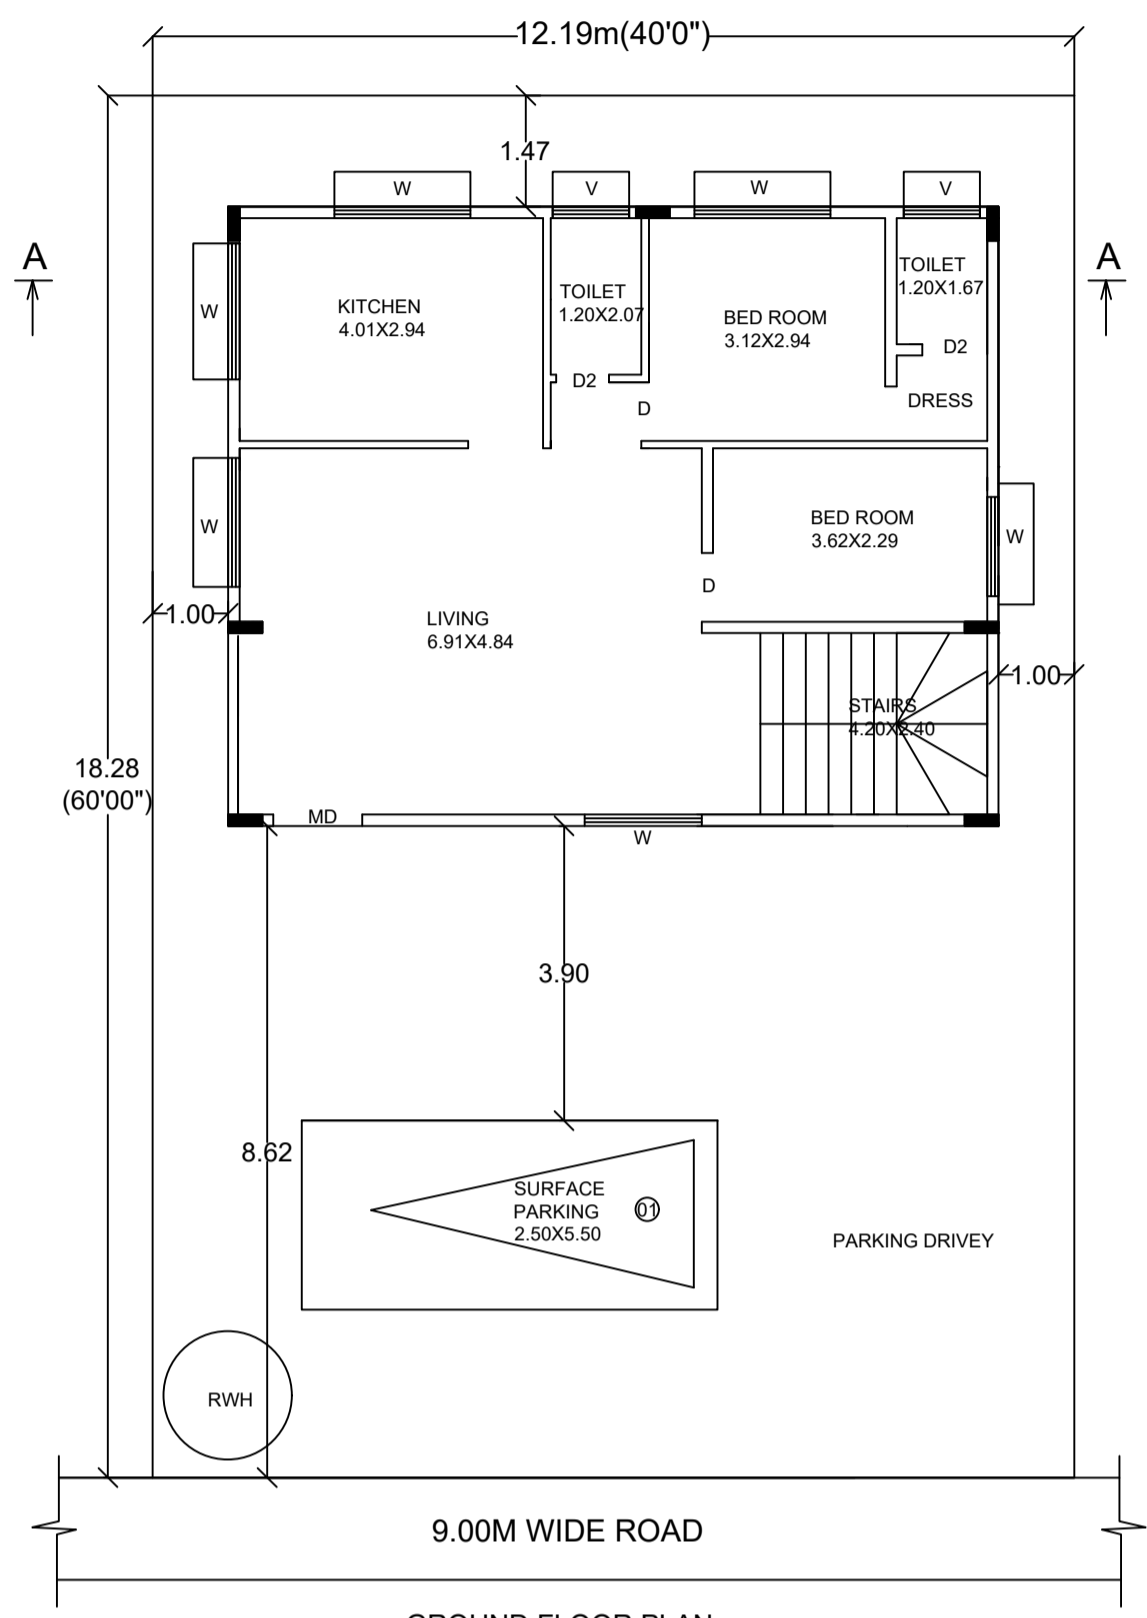 12.19m(40'0")
1.47
W
V
W
V
A
A
W
KITCHEN
4.01X2.94
TOILET
1.20X2.07
BED ROOM
3.12X2.94
TOILET
1.20X1.67
D2
D2
D
DRESS
W
BED ROOM
3.62X2.29
W
D
1.00
LIVING
6.91X4.84
1.00
STAIRS
4.20X2.40
18.28
(60'00")
MD
W
3.90
8.62
SURFACE
PARKING
2.50X5.50
01
PARKING DRIVEY
RWH
9.00M WIDE ROAD
GROUND FLOOR PLAN